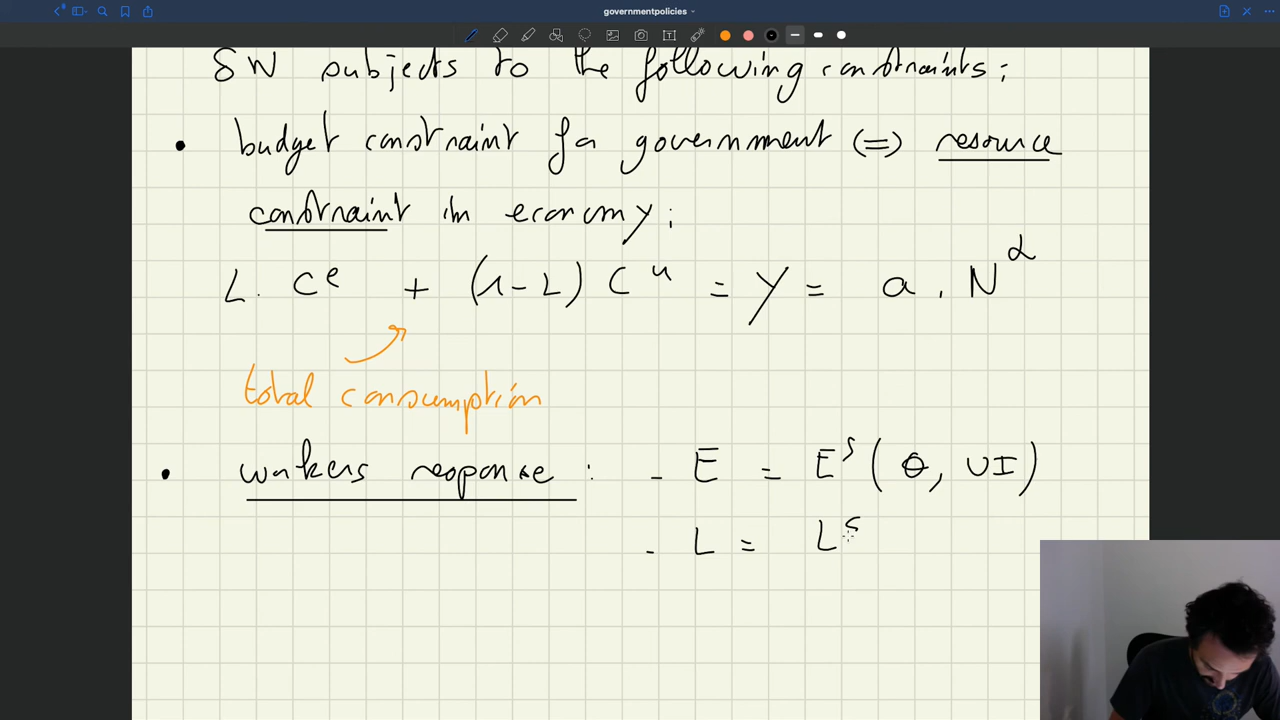 governmentpolicies
SW subjects to the following constraints:
• budget constraint for government (=) resource
constraint in economy:
L. C^e + (1-L) C^u = Y = a . N^α
total consumption
• workers response : - E = E^s (θ, UI)
- L = L^s